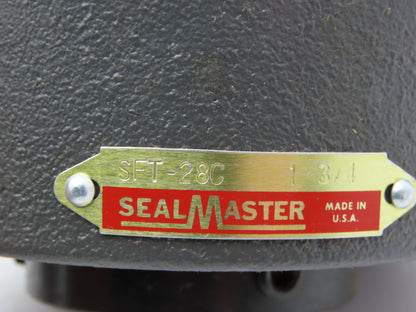 SFT-28C 1 3/4
SEALMASTER
MADE IN
U.S.A.